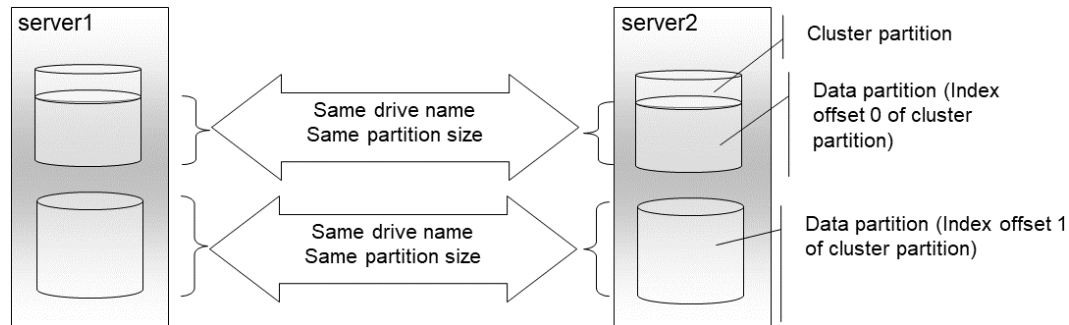 server1
server2
Cluster partition
Same drive name
Same partition size
Data partition (Index
offset 0 of cluster
partition)
Same drive name
Same partition size
Data partition (Index offset 1
of cluster partition)